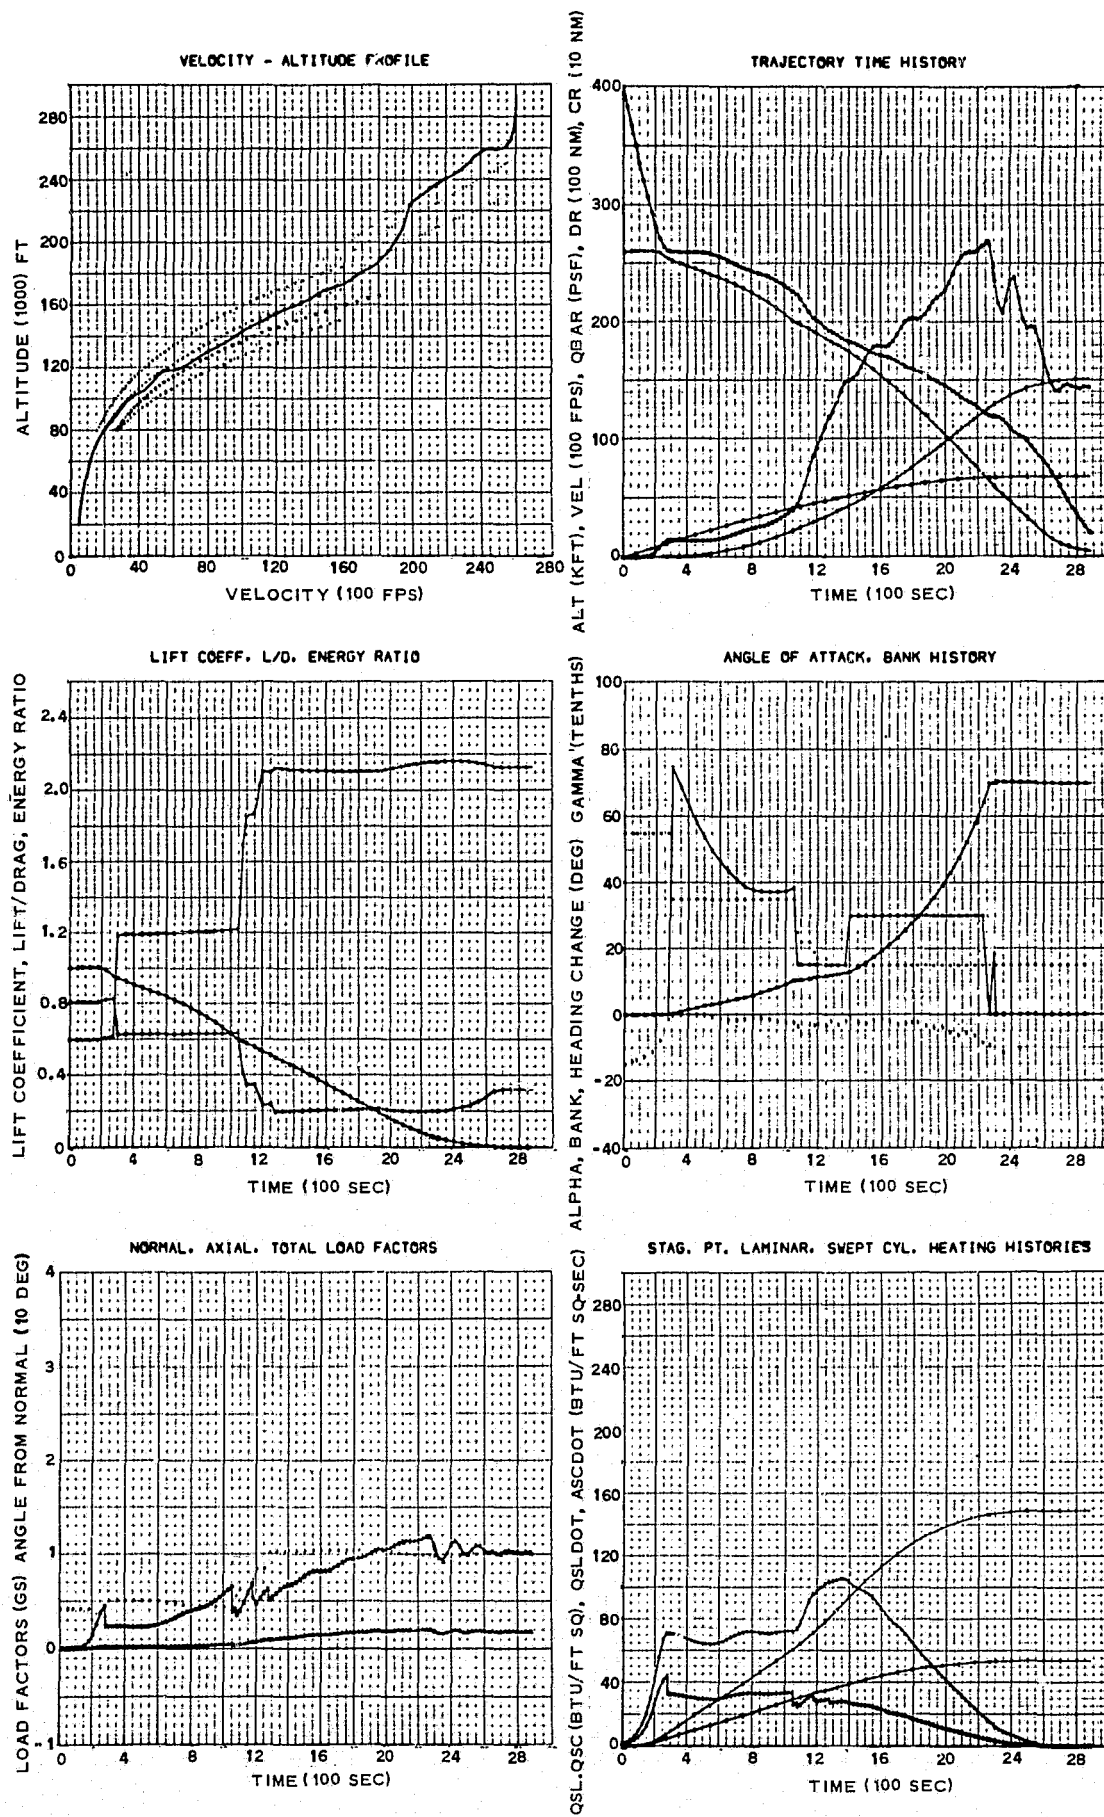 VELOCITY - ALTITUDE PROFILE
ALTITUDE (1000) FT
280
240
200
160
120
80
40
0
0 40 80 120 160 200 240 280
VELOCITY (100 FPS)
TRAJECTORY TIME HISTORY
ALT (KFT), VEL (100 FPS), QBAR (PSF), DR (100 NM), CR (10 NM)
400
300
200
100
0
0 4 8 12 16 20 24 28
TIME (100 SEC)
LIFT COEFF. L/D. ENERGY RATIO
LIFT COEFFICIENT, LIFT/DRAG, ENERGY RATIO
2.4
2.0
1.6
1.2
0.8
0.4
0
0 4 8 12 16 20 24 28
TIME (100 SEC)
ANGLE OF ATTACK. BANK HISTORY
ALPHA, BANK, HEADING CHANGE (DEG) GAMMA (TENTHS)
100
80
60
40
20
0
-20
-40
0 4 8 12 16 20 24 28
TIME (100 SEC)
NORMAL. AXIAL. TOTAL LOAD FACTORS
LOAD FACTORS (GS) ANGLE FROM NORMAL (10 DEG)
4
3
2
1
0
-1
0 4 8 12 16 20 24 28
TIME (100 SEC)
STAG. PT. LAMINAR. SWEPT CYL. HEATING HISTORIES
QSL.QSC (BTU/FT SQ), QSLDOT, ASCDOT (BTU/FT SQ-SEC)
280
240
200
160
120
80
40
0
0 4 8 12 16 20 24 28
TIME (100 SEC)